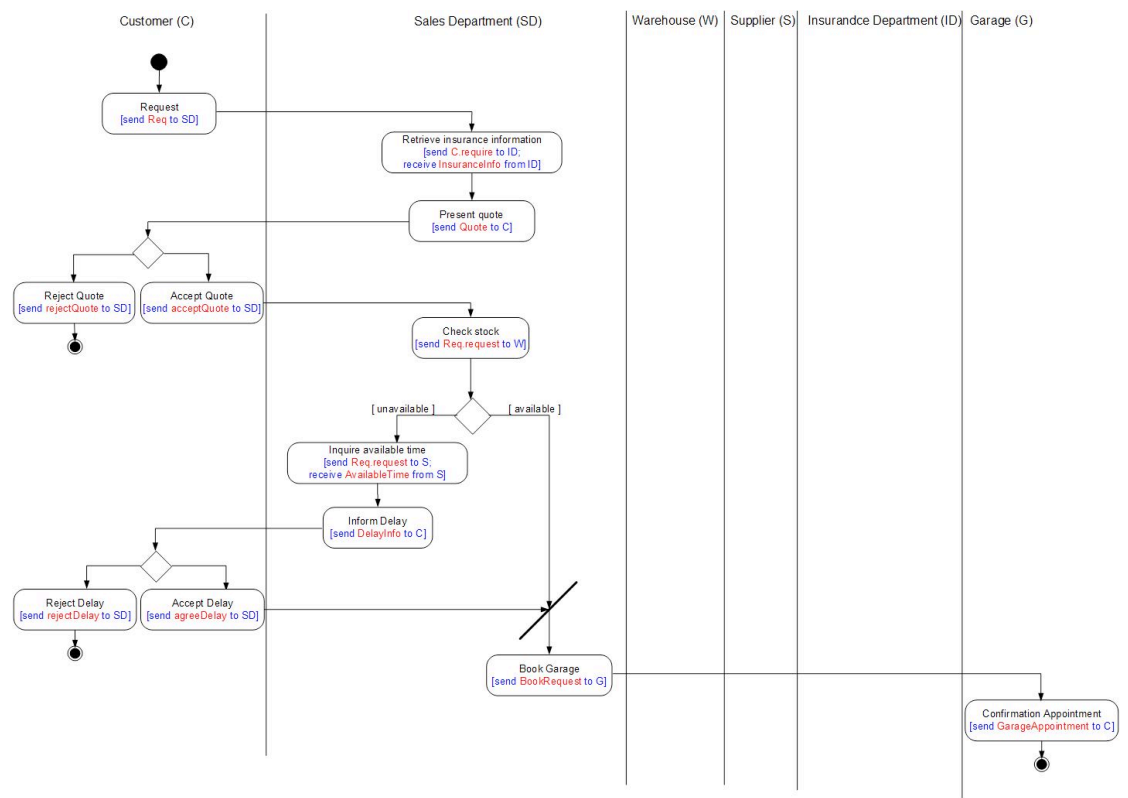 Customer (C)
Sales Department (SD)
Warehouse (W)
Supplier (S)
Insurandce Department (ID)
Garage (G)
Request
[send Req to SD]
Retrieve insurance information
[send C.require to ID;
receive InsuranceInfo from ID]
Present quote
[send Quote to C]
Reject Quote
[send rejectQuote to SD]
Accept Quote
[send acceptQuote to SD]
Check stock
[send Req.request to W]
[ unavailable ]
[ available ]
Inquire available time
[send Req.request to S;
receive AvailableTime from S]
Inform Delay
[send DelayInfo to C]
Reject Delay
[send rejectDelay to SD]
Accept Delay
[send agreeDelay to SD]
Book Garage
[send BookRequest to G]
Confirmation Appointment
[send GarageAppointment to C]